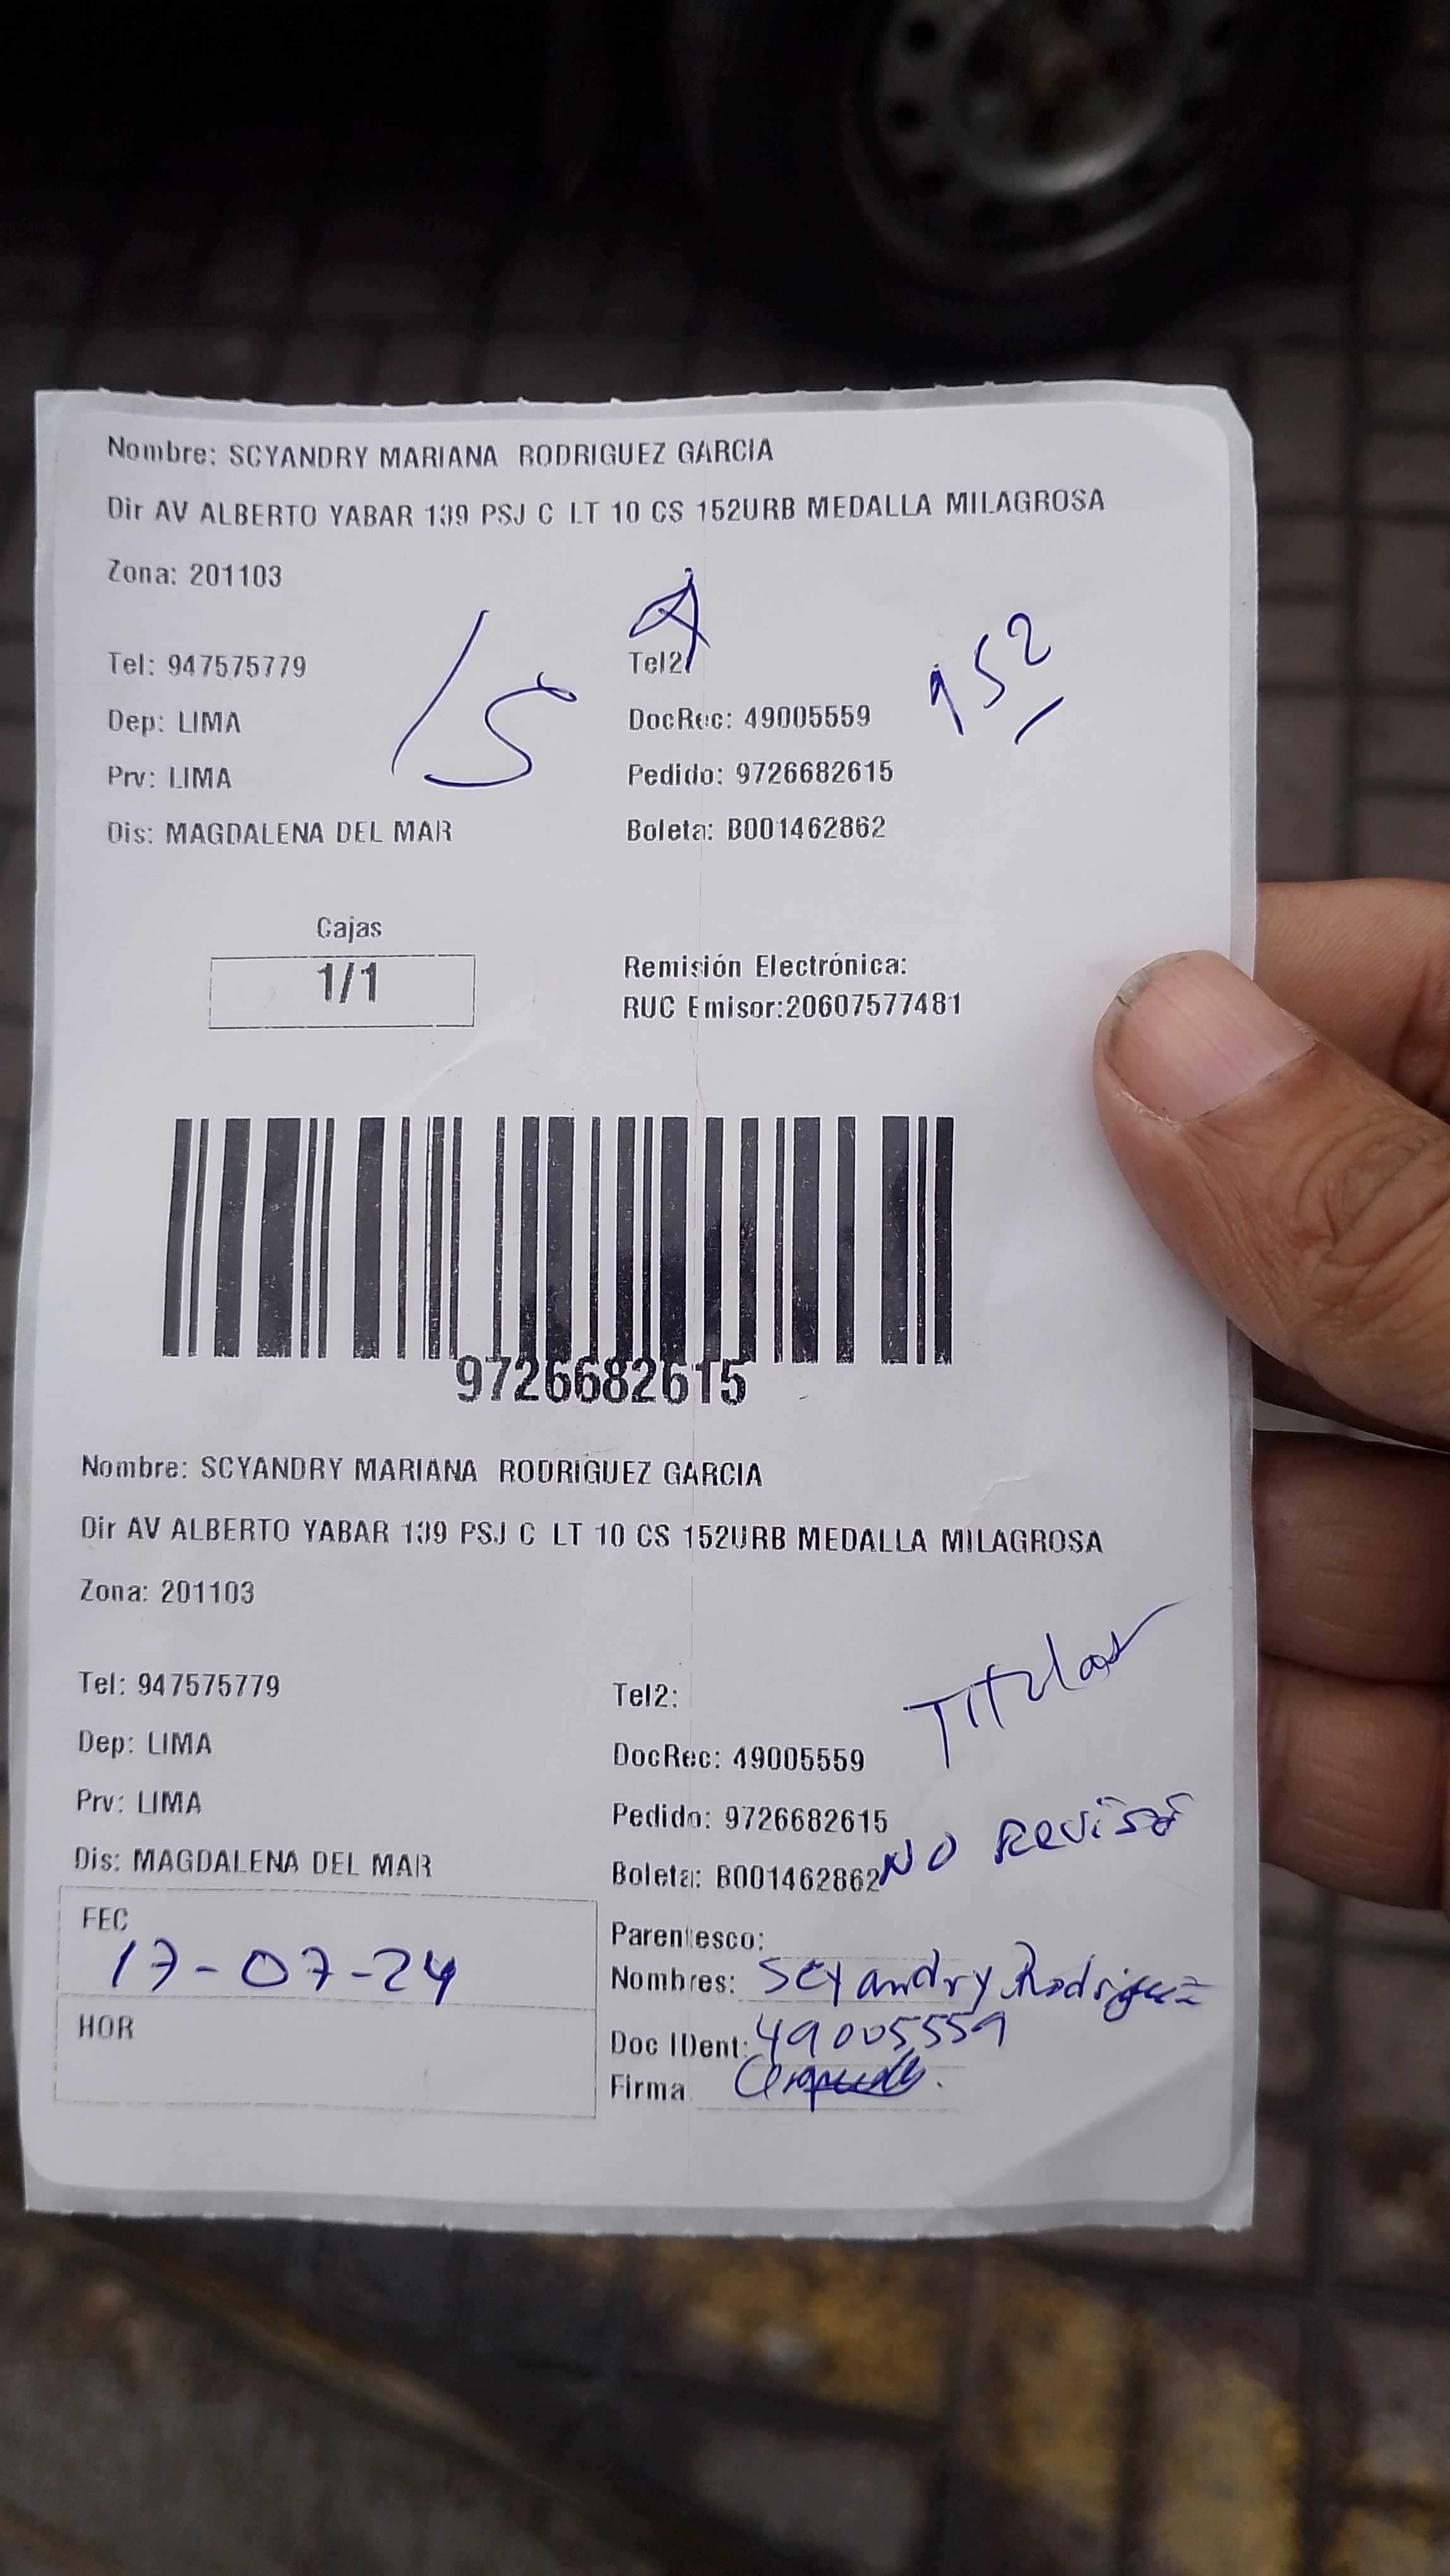 Nombre: SCYANDRY MARIANA RODRIGUEZ GARCIA
Dir AV ALBERTO YABAR 139 PSJ C LT 10 CS 152URB MEDALLA MILAGROSA
Zona: 201103
A
Tel: 947575779
Tel2:
15
152
Dep: LIMA
DocRec: 49005559
Prv: LIMA
Pedido: 9726682615
Dis: MAGDALENA DEL MAR
Boleta: B001462862
Cajas
1/1
Remisión Electrónica:
RUC Emisor:20607577481
9726682615
Nombre: SCYANDRY MARIANA RODRIGUEZ GARCIA
Dir AV ALBERTO YABAR 139 PSJ C LT 10 CS 152URB MEDALLA MILAGROSA
Zona: 201103
Tel: 947575779
Tel2:
Titular
Dep: LIMA
DocRec: 49005559
Prv: LIMA
Pedido: 9726682615
NO Revisó
Dis: MAGDALENA DEL MAR
Boleta: B001462862
FEC
17-07-24
HOR
Parentesco:
Nombres: Scyandry Rodriguez
Doc IDent: 49005559
Firma